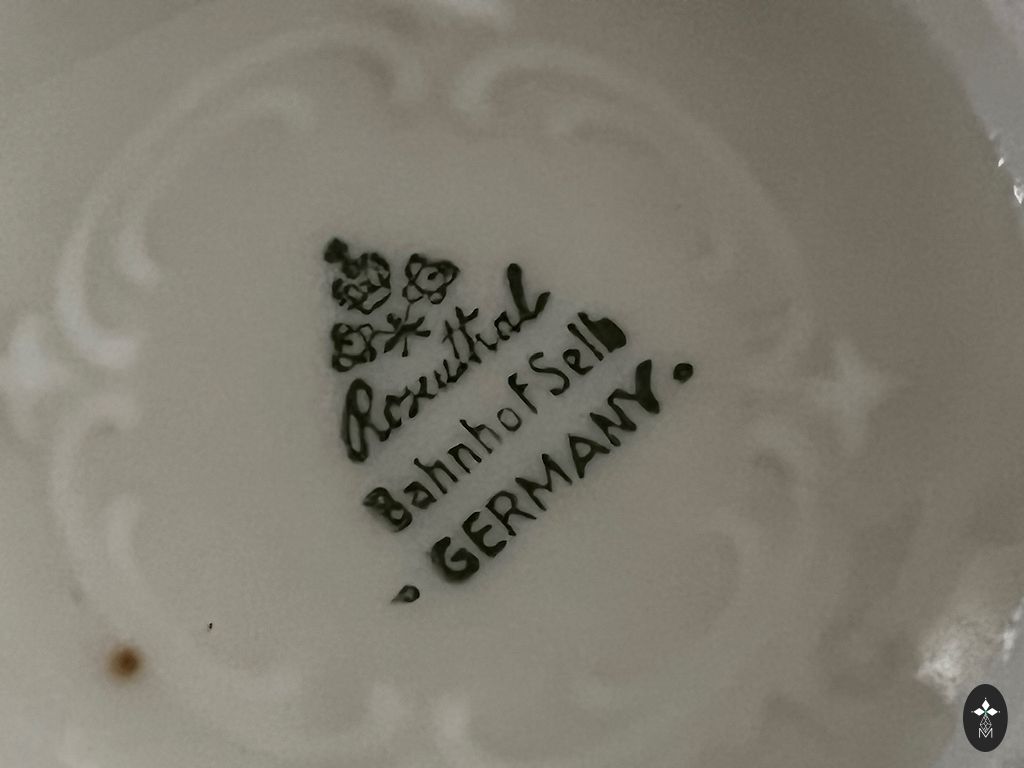 Rosenthal
Bahnhof Selb
. GERMANY .
M